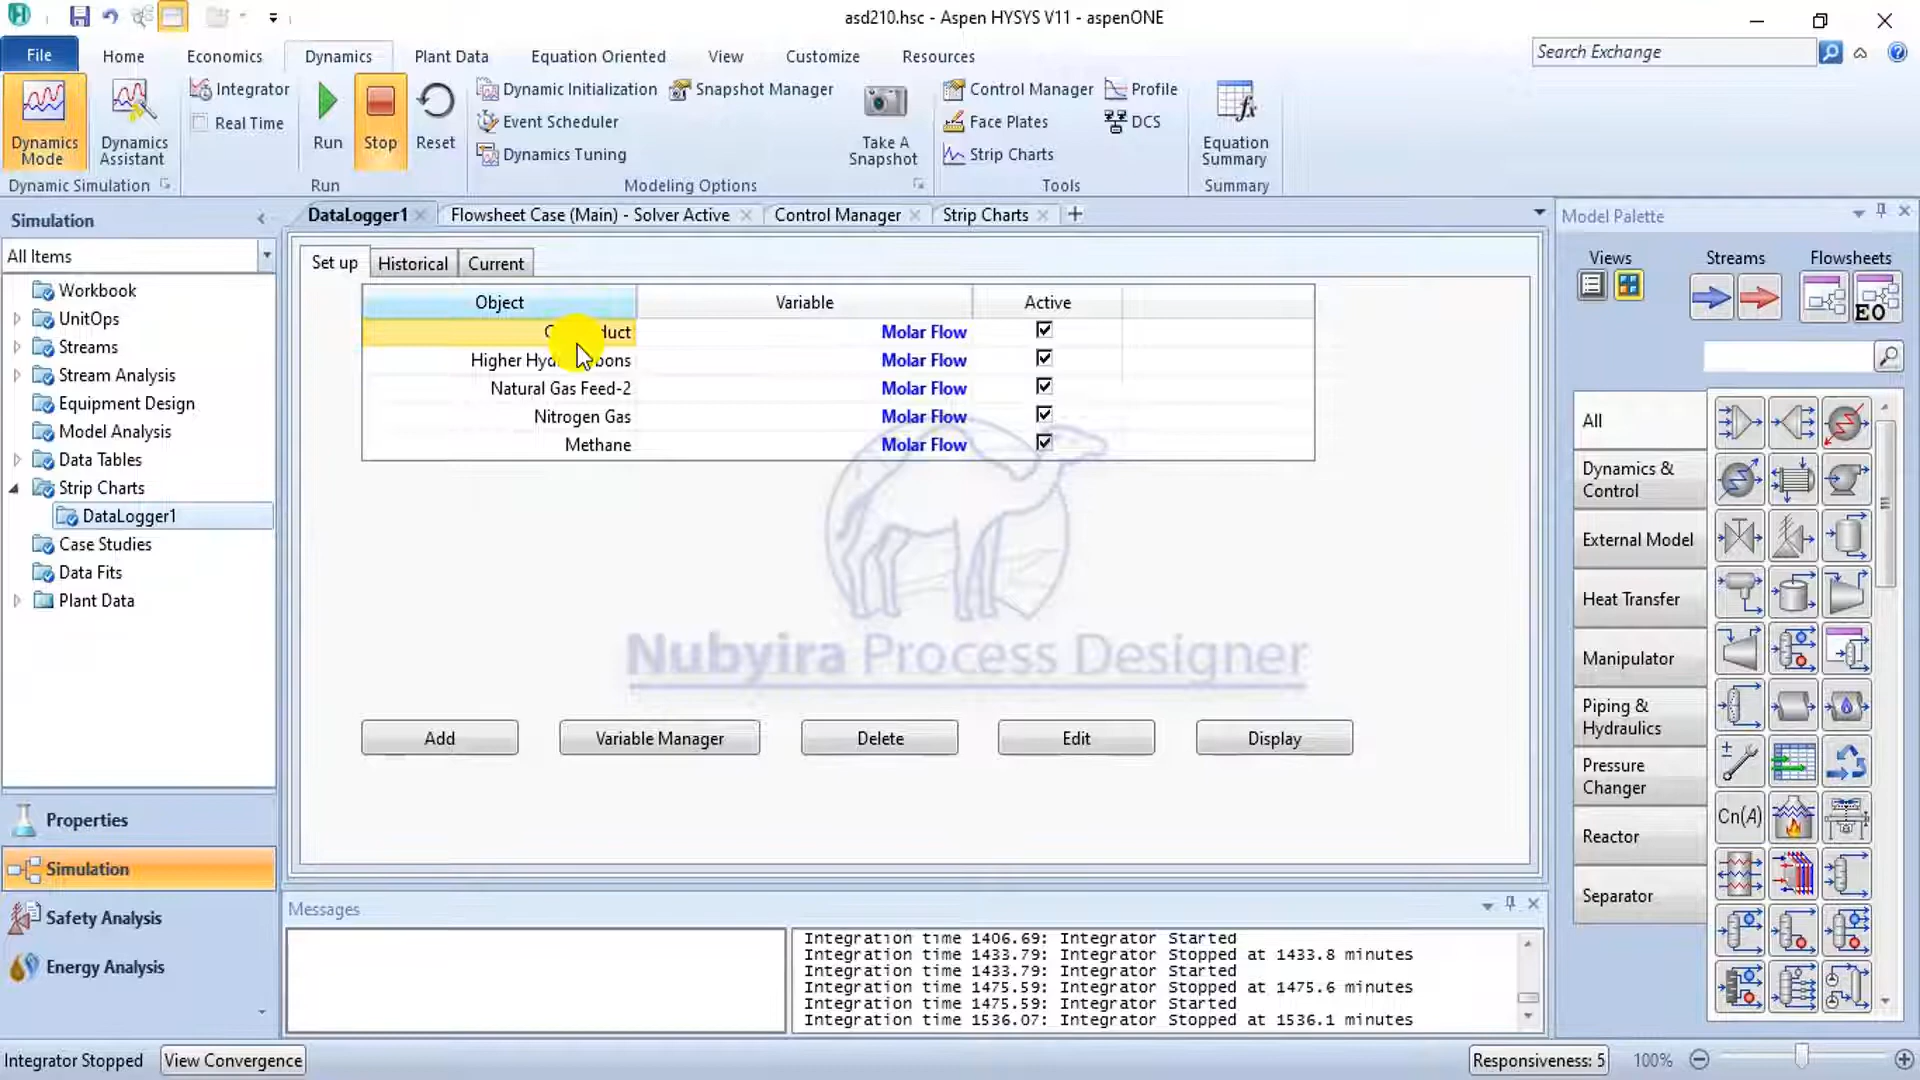 asd210.hsc - Aspen HYSYS V11 - aspenONE
File
Home
Economics
Dynamics
Plant Data
Equation Oriented
View
Customize
Resources
Search Exchange
Dynamics Mode
Dynamics Assistant
Integrator
Real Time
Run
Stop
Reset
Dynamic Initialization
Event Scheduler
Dynamics Tuning
Snapshot Manager
Take A Snapshot
Control Manager
Face Plates
Strip Charts
Profile
DCS
Equation Summary
Dynamic Simulation
Run
Modeling Options
Tools
Summary
Simulation
All Items
Workbook
UnitOps
Streams
Stream Analysis
Equipment Design
Model Analysis
Data Tables
Strip Charts
DataLogger1
Case Studies
Data Fits
Plant Data
Properties
Simulation
Safety Analysis
Energy Analysis
DataLogger1
Flowsheet Case (Main) - Solver Active
Control Manager
Strip Charts
Set up
Historical
Current
Object Variable Active
Molar Flow
Molar Flow
Natural Gas Feed-2 Molar Flow
Nitrogen Gas Molar Flow
Methane Molar Flow
Nubyira Process Designer
Add
Variable Manager
Delete
Edit
Display
Messages
Integration time 1406.69: Integrator Started
Integration time 1433.79: Integrator Stopped at 1433.8 minutes
Integration time 1433.79: Integrator Started
Integration time 1475.59: Integrator Stopped at 1475.6 minutes
Integration time 1475.59: Integrator Started
Integration time 1536.07: Integrator Stopped at 1536.1 minutes
Model Palette
Views
Streams
Flowsheets
EO
All
Dynamics & Control
External Model
Heat Transfer
Manipulator
Piping & Hydraulics
Pressure Changer
Reactor
Separator
Cn(A)
Integrator Stopped
View Convergence
Responsiveness: 5
100%